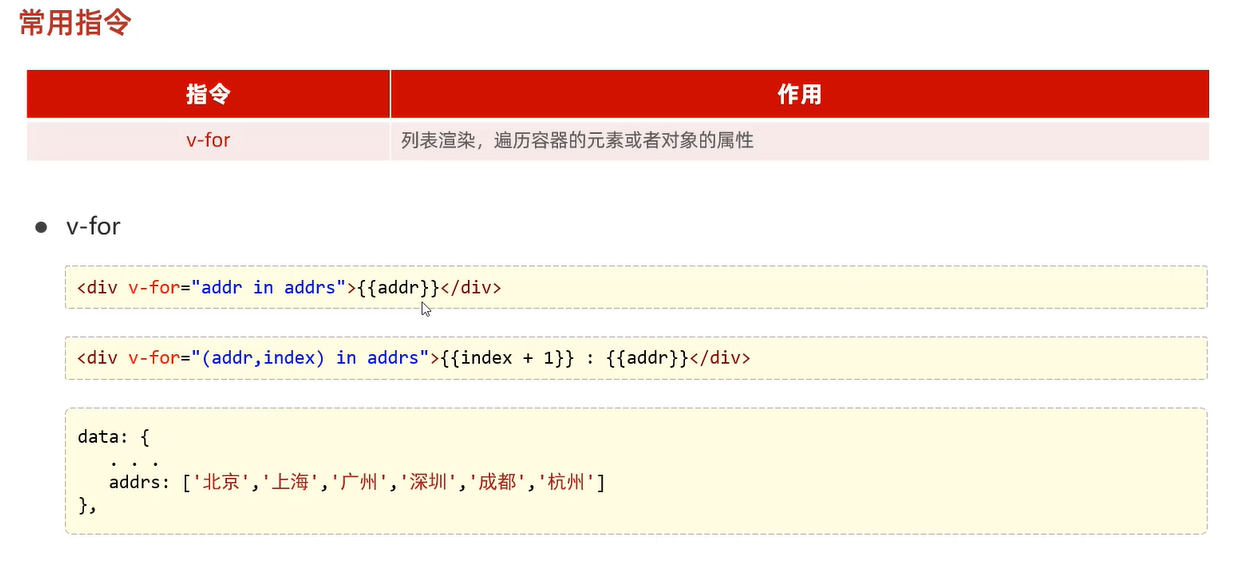 常用指令
指令 作用
v-for 列表渲染，遍历容器的元素或者对象的属性
● v-for
<div v-for="addr in addrs">{{addr}}</div>
<div v-for="(addr,index) in addrs">{{index + 1}} : {{addr}}</div>
data: {
. . .
addrs: ['北京','上海','广州','深圳','成都','杭州']
},